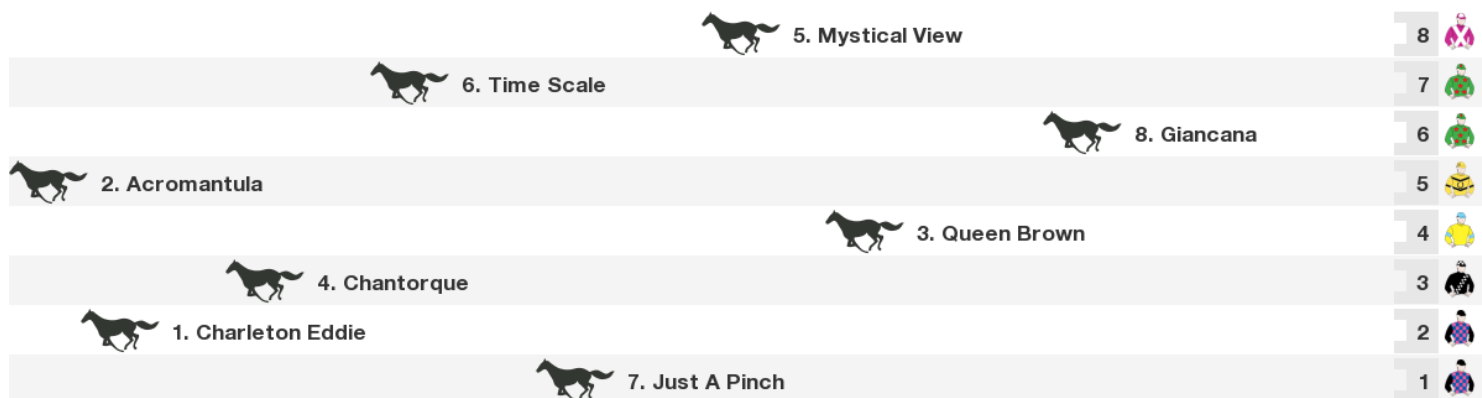 5. Mystical View 8
6. Time Scale 7
8. Giancana 6
2. Acromantula 5
3. Queen Brown 4
4. Chantorque 3
1. Charleton Eddie 2
7. Just A Pinch 1